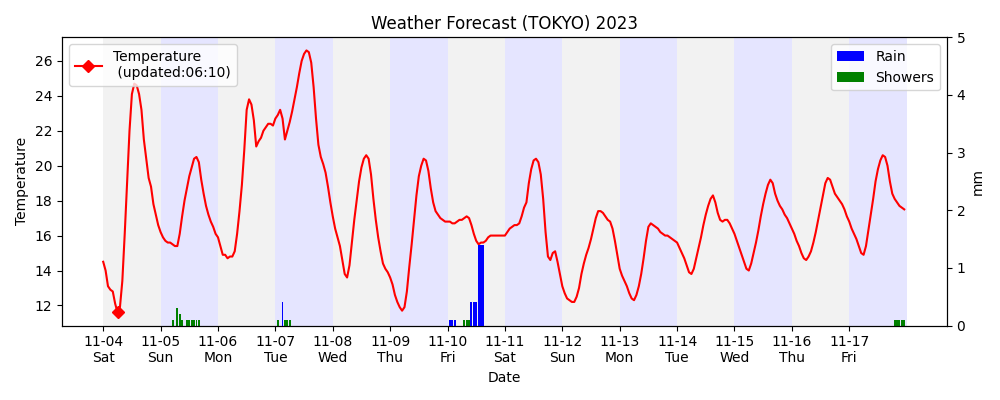 Weather Forecast (TOKYO) 2023
Temperature
(updated:06:10)
Rain
Showers
Temperature
26
24
22
20
18
16
14
12
5
4
3
2
1
0
mm
11-04 11-05 11-06 11-07 11-08 11-09 11-10 11-11 11-12 11-13 11-14 11-15 11-16 11-17
Sat Sun Mon Tue Wed Thu Fri Sat Sun Mon Tue Wed Thu Fri
Date